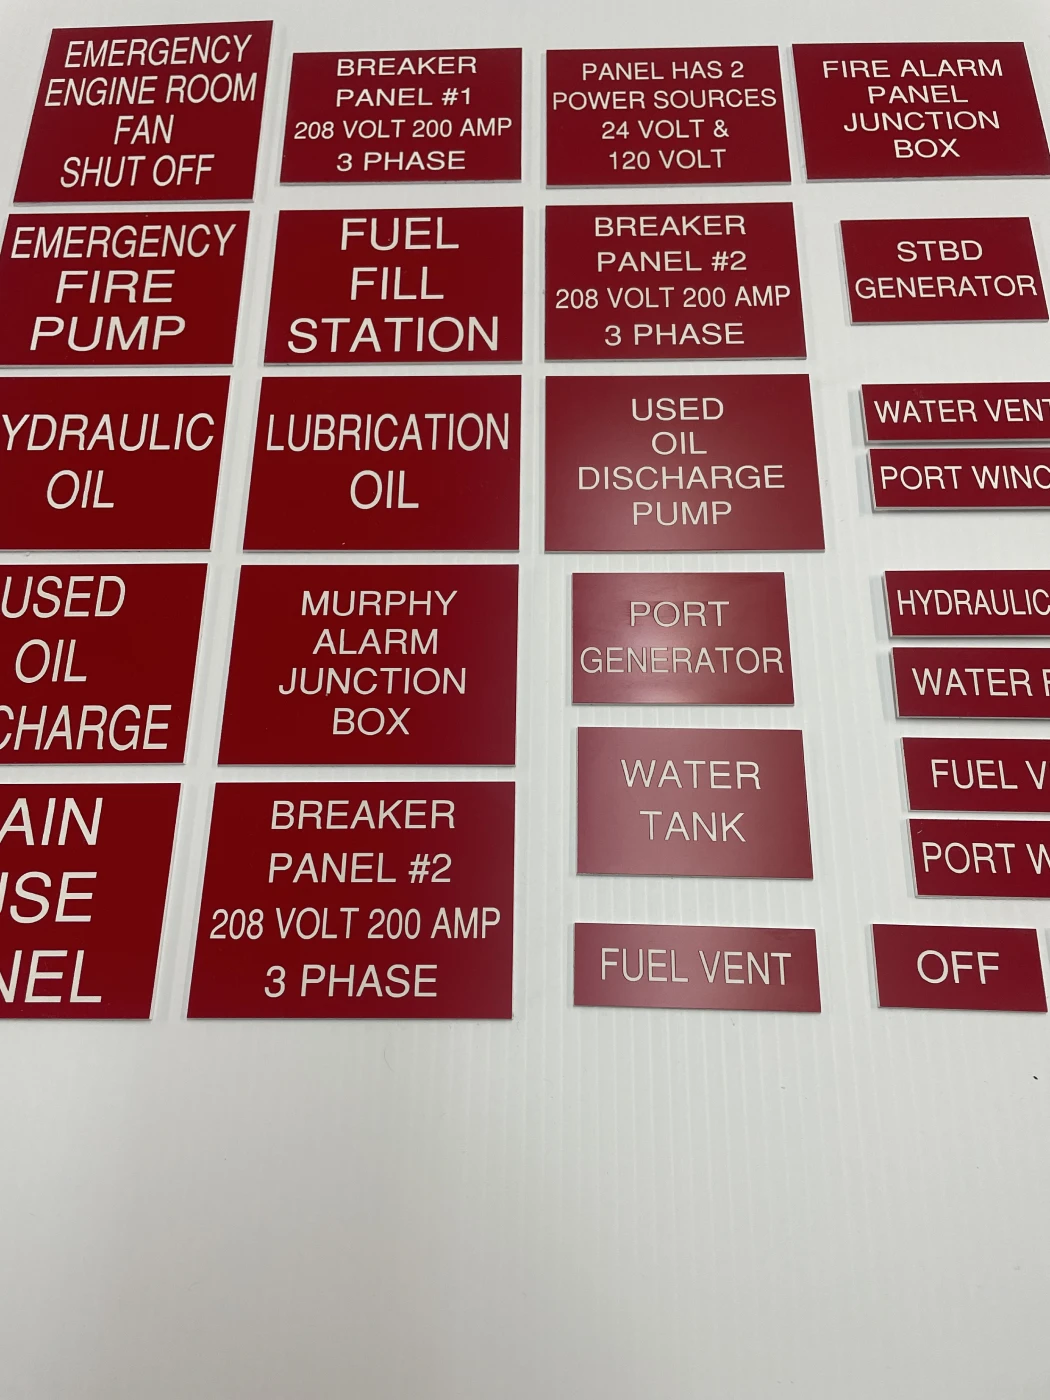 EMERGENCY
ENGINE ROOM
FAN
SHUT OFF
BREAKER
PANEL #1
208 VOLT 200 AMP
3 PHASE
PANEL HAS 2
POWER SOURCES
24 VOLT &
120 VOLT
FIRE ALARM
PANEL
JUNCTION
BOX
EMERGENCY
FIRE
PUMP
FUEL
FILL
STATION
BREAKER
PANEL #2
208 VOLT 200 AMP
3 PHASE
STBD
GENERATOR
YDRAULIC
OIL
LUBRICATION
OIL
USED
OIL
DISCHARGE
PUMP
WATER VENT
PORT WINC
USED
OIL
CHARGE
MURPHY
ALARM
JUNCTION
BOX
PORT
GENERATOR
HYDRAULIC
WATER
WATER
TANK
FUEL V
PORT W
AIN
USE
NEL
BREAKER
PANEL #2
208 VOLT 200 AMP
3 PHASE
FUEL VENT
OFF